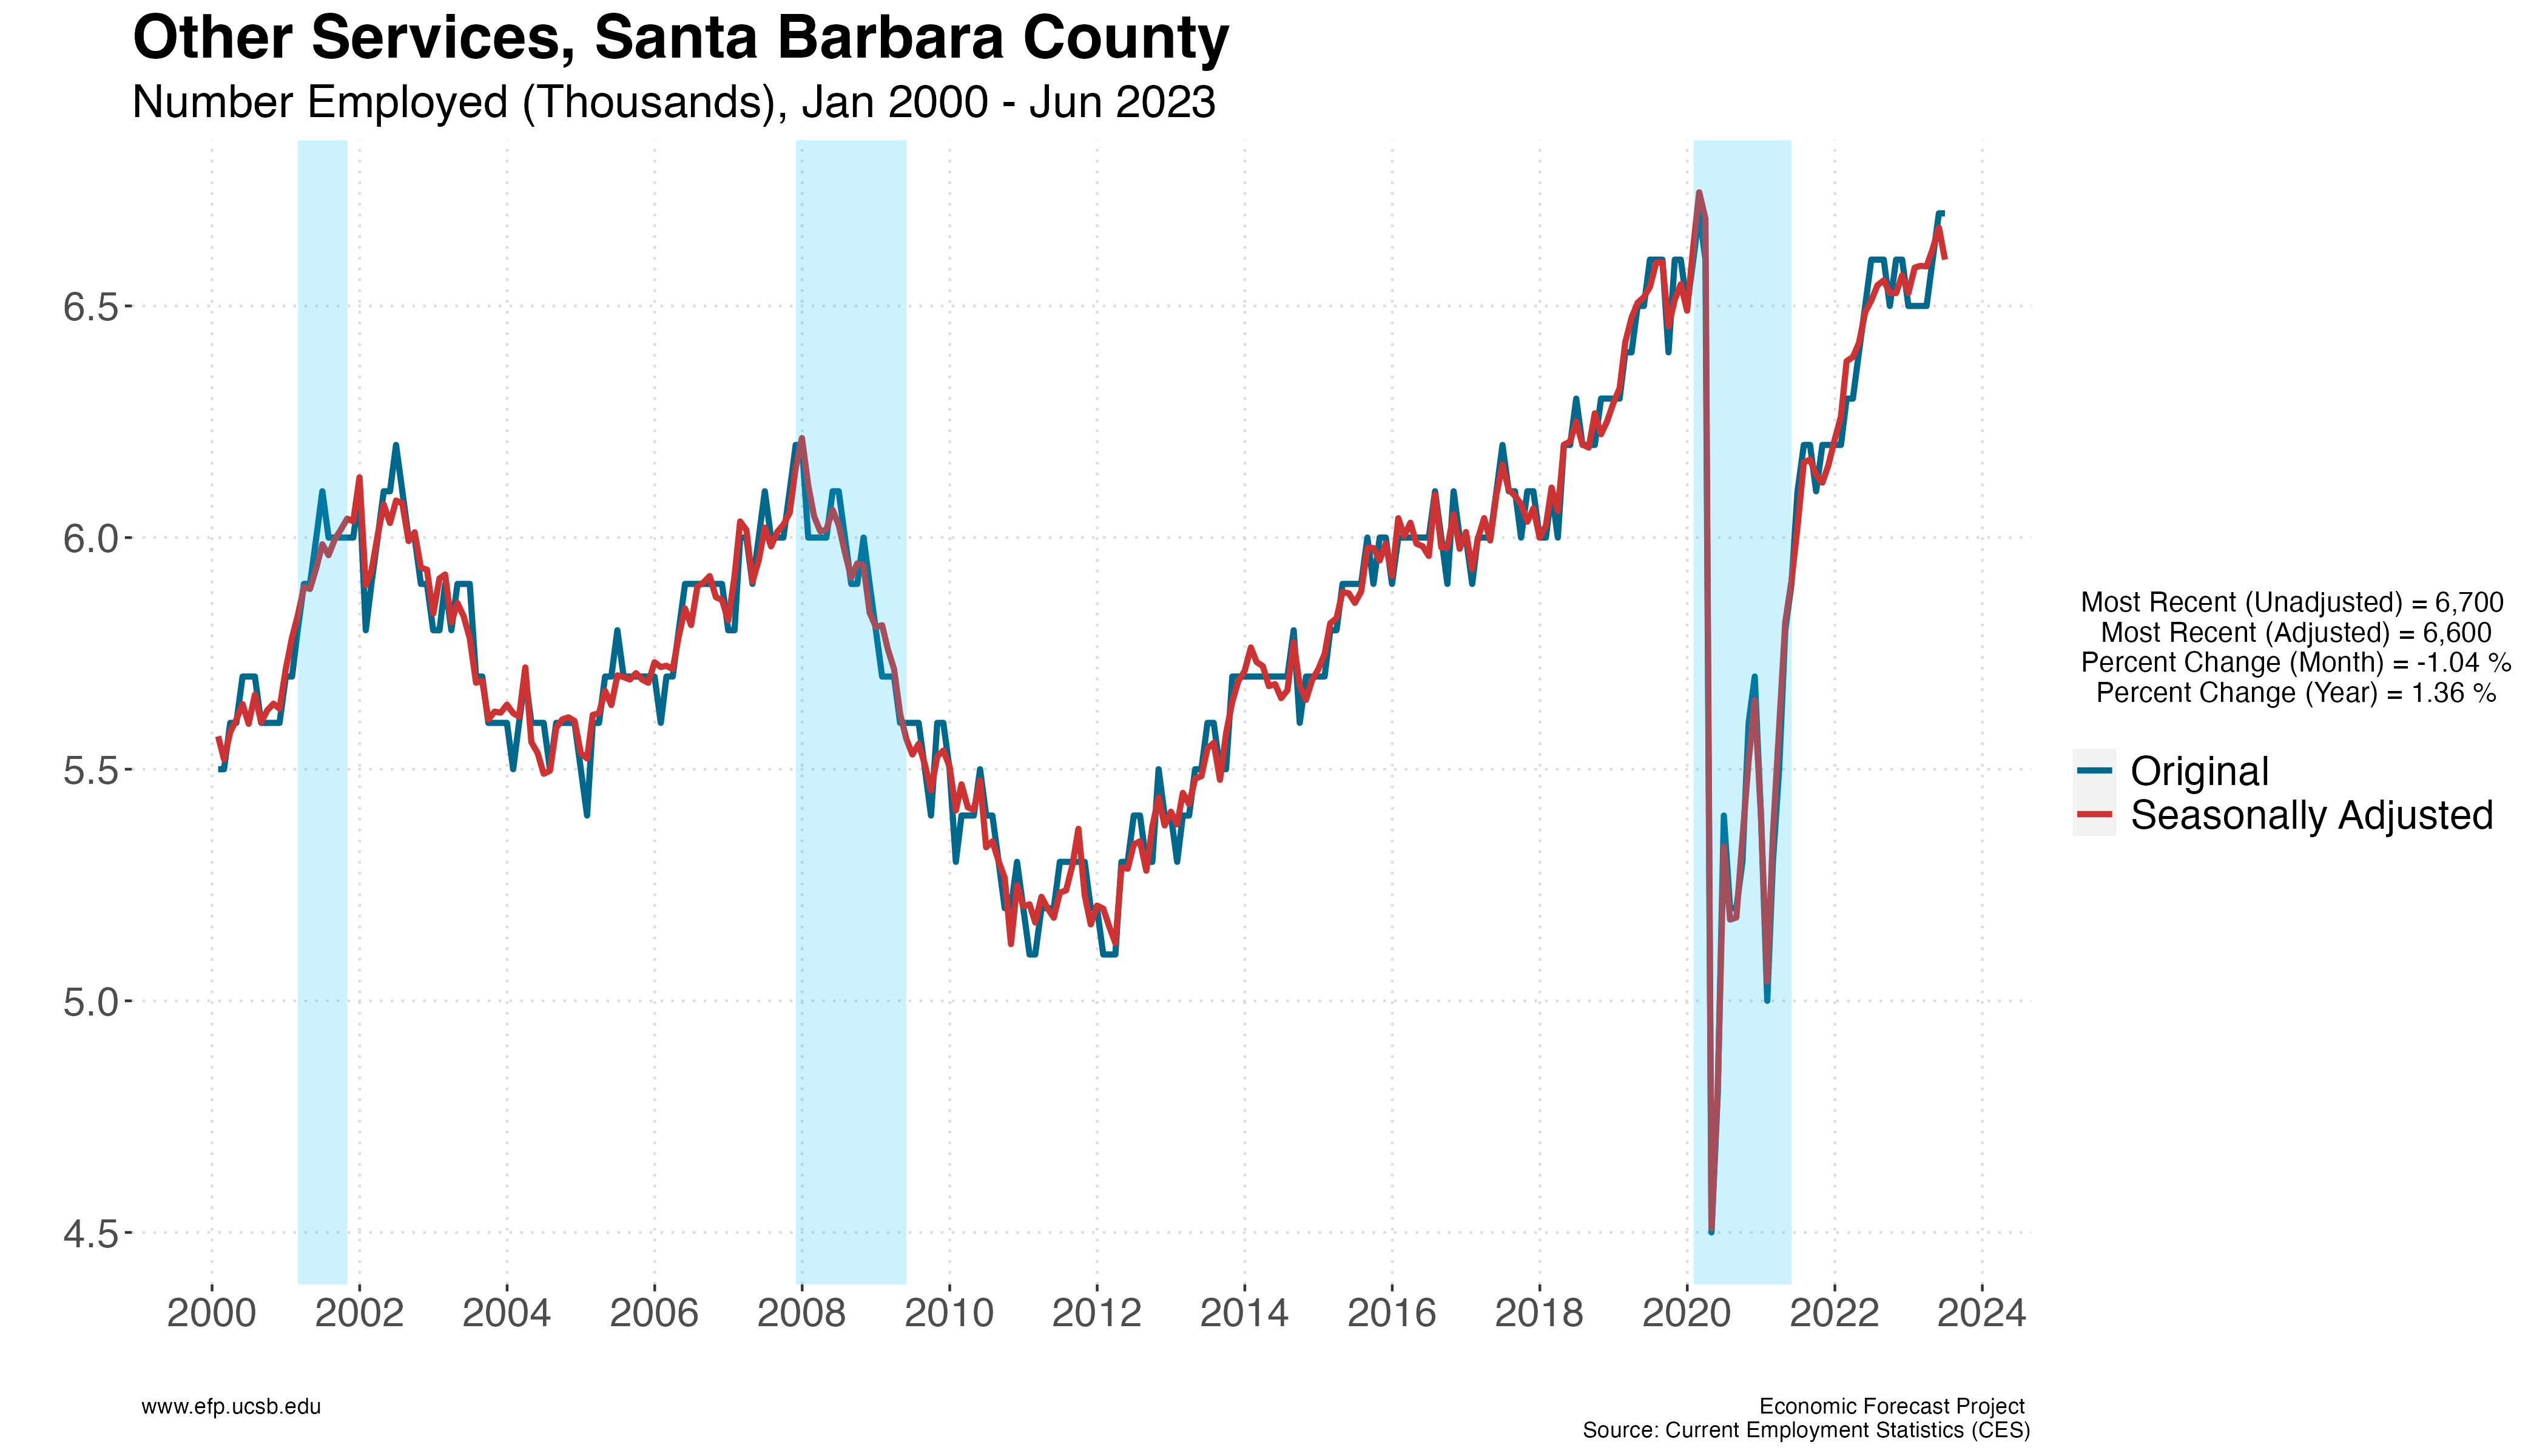 Other Services, Santa Barbara County
Number Employed (Thousands), Jan 2000 - Jun 2023
6.5
6.0
5.5
5.0
4.5
2000 2002 2004 2006 2008 2010 2012 2014 2016 2018 2020 2022 2024
Most Recent (Unadjusted) = 6,700
Most Recent (Adjusted) = 6,600
Percent Change (Month) = -1.04 %
Percent Change (Year) = 1.36 %
Original
Seasonally Adjusted
www.efp.ucsb.edu
Economic Forecast Project
Source: Current Employment Statistics (CES)